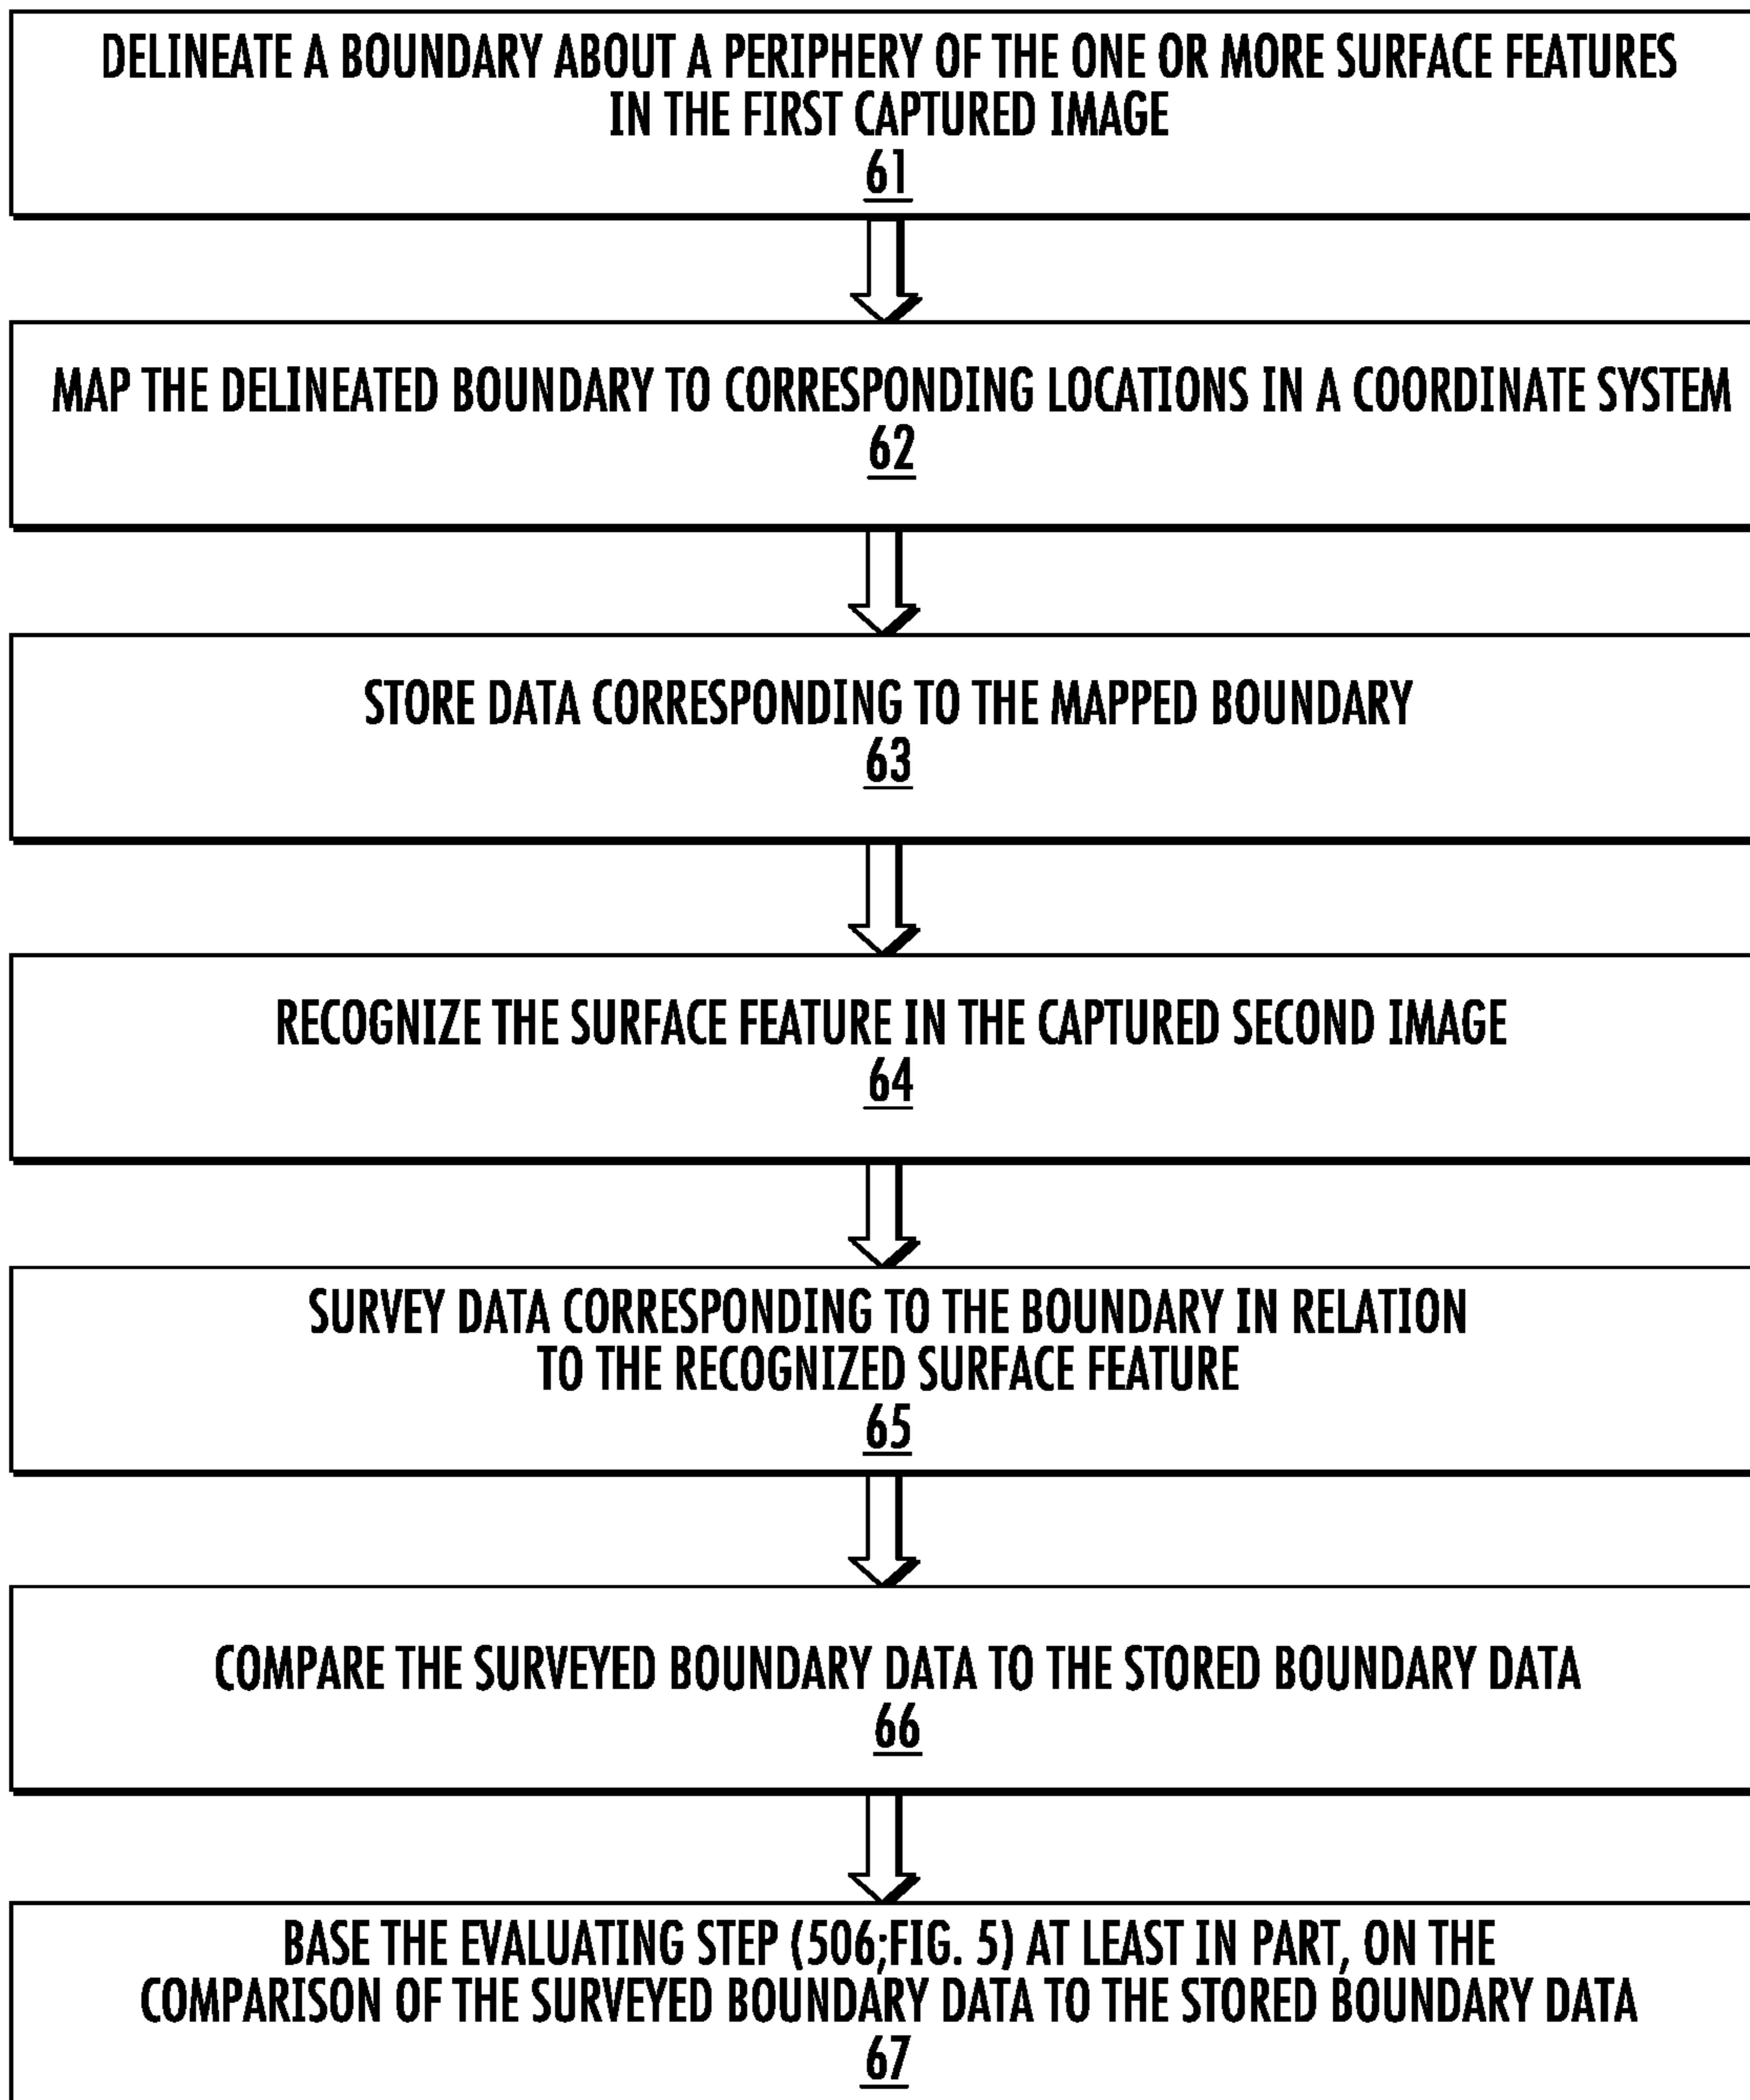 DELINEATE A BOUNDARY ABOUT A PERIPHERY OF THE ONE OR MORE SURFACE FEATURES
IN THE FIRST CAPTURED IMAGE
61
MAP THE DELINEATED BOUNDARY TO CORRESPONDING LOCATIONS IN A COORDINATE SYSTEM
62
STORE DATA CORRESPONDING TO THE MAPPED BOUNDARY
63
RECOGNIZE THE SURFACE FEATURE IN THE CAPTURED SECOND IMAGE
64
SURVEY DATA CORRESPONDING TO THE BOUNDARY IN RELATION
TO THE RECOGNIZED SURFACE FEATURE
65
COMPARE THE SURVEYED BOUNDARY DATA TO THE STORED BOUNDARY DATA
66
BASE THE EVALUATING STEP (506;FIG. 5) AT LEAST IN PART, ON THE
COMPARISON OF THE SURVEYED BOUNDARY DATA TO THE STORED BOUNDARY DATA
67